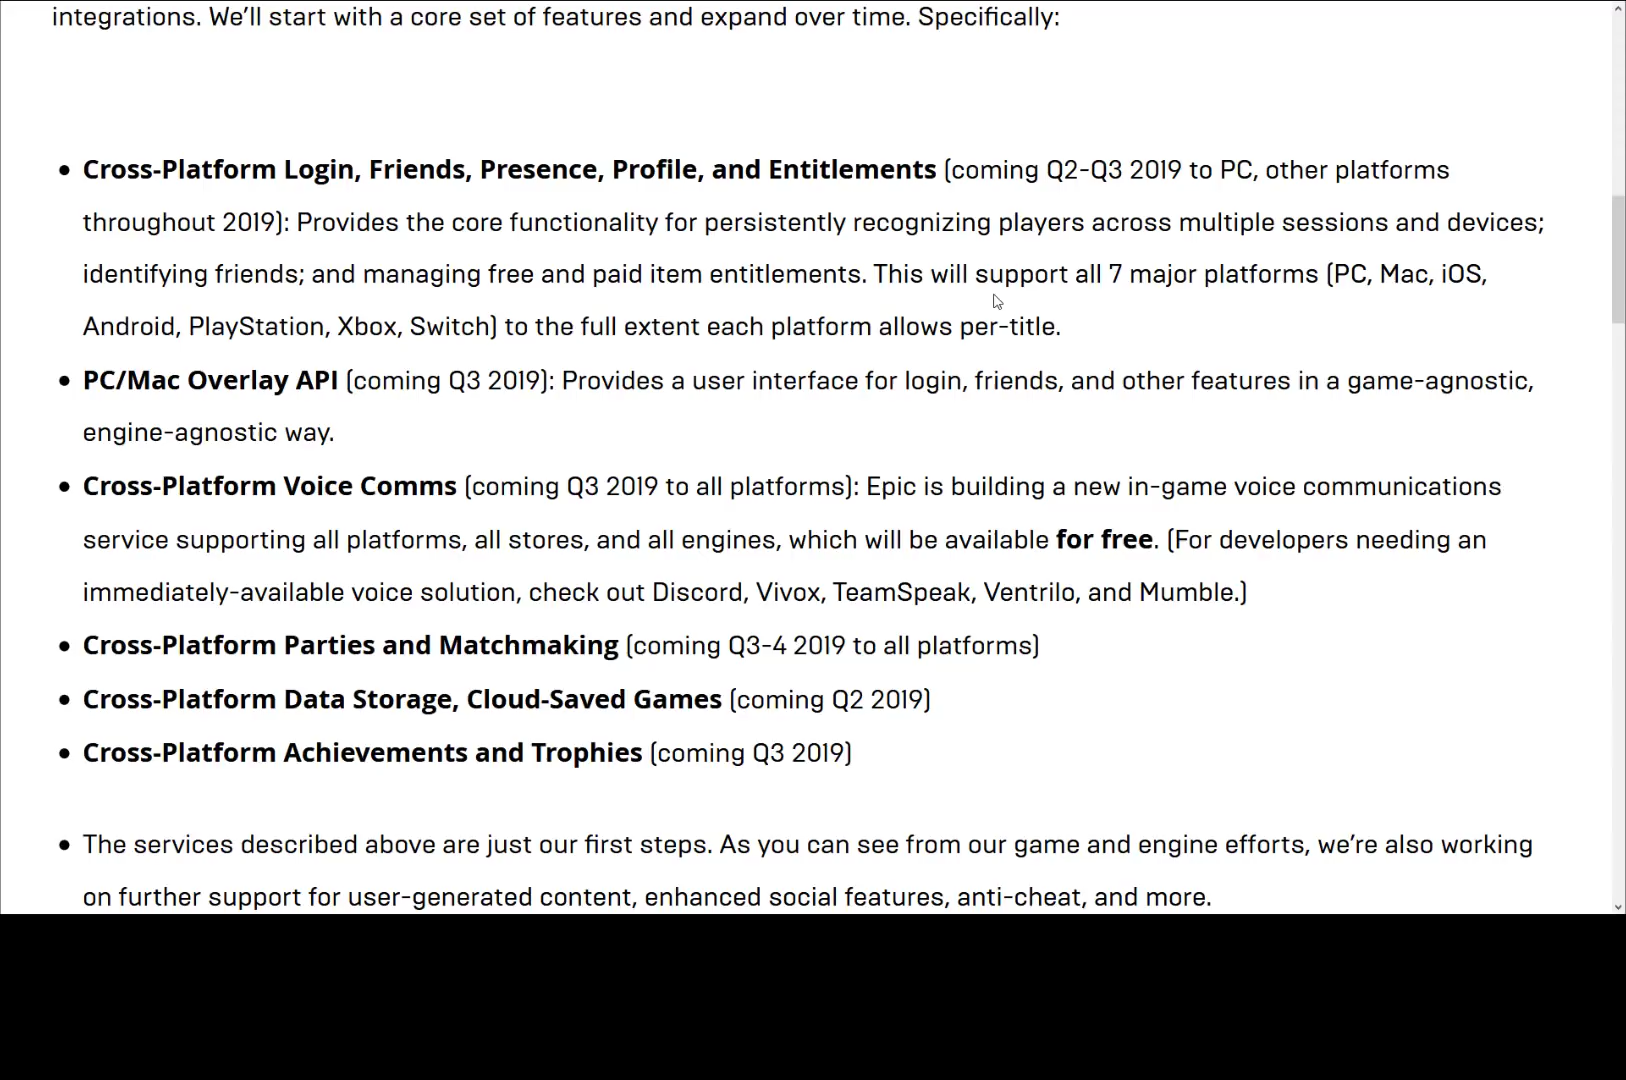 integrations. We’ll start with a core set of features and expand over time. Specifically:
• Cross-Platform Login, Friends, Presence, Profile, and Entitlements (coming Q2-Q3 2019 to PC, other platforms
throughout 2019): Provides the core functionality for persistently recognizing players across multiple sessions and devices;
identifying friends; and managing free and paid item entitlements. This will support all 7 major platforms (PC, Mac, iOS,
Android, PlayStation, Xbox, Switch) to the full extent each platform allows per-title.
• PC/Mac Overlay API (coming Q3 2019): Provides a user interface for login, friends, and other features in a game-agnostic,
engine-agnostic way.
• Cross-Platform Voice Comms (coming Q3 2019 to all platforms): Epic is building a new in-game voice communications
service supporting all platforms, all stores, and all engines, which will be available for free. (For developers needing an
immediately-available voice solution, check out Discord, Vivox, TeamSpeak, Ventrilo, and Mumble.)
• Cross-Platform Parties and Matchmaking (coming Q3-4 2019 to all platforms)
• Cross-Platform Data Storage, Cloud-Saved Games (coming Q2 2019)
• Cross-Platform Achievements and Trophies (coming Q3 2019)
• The services described above are just our first steps. As you can see from our game and engine efforts, we’re also working
on further support for user-generated content, enhanced social features, anti-cheat, and more.